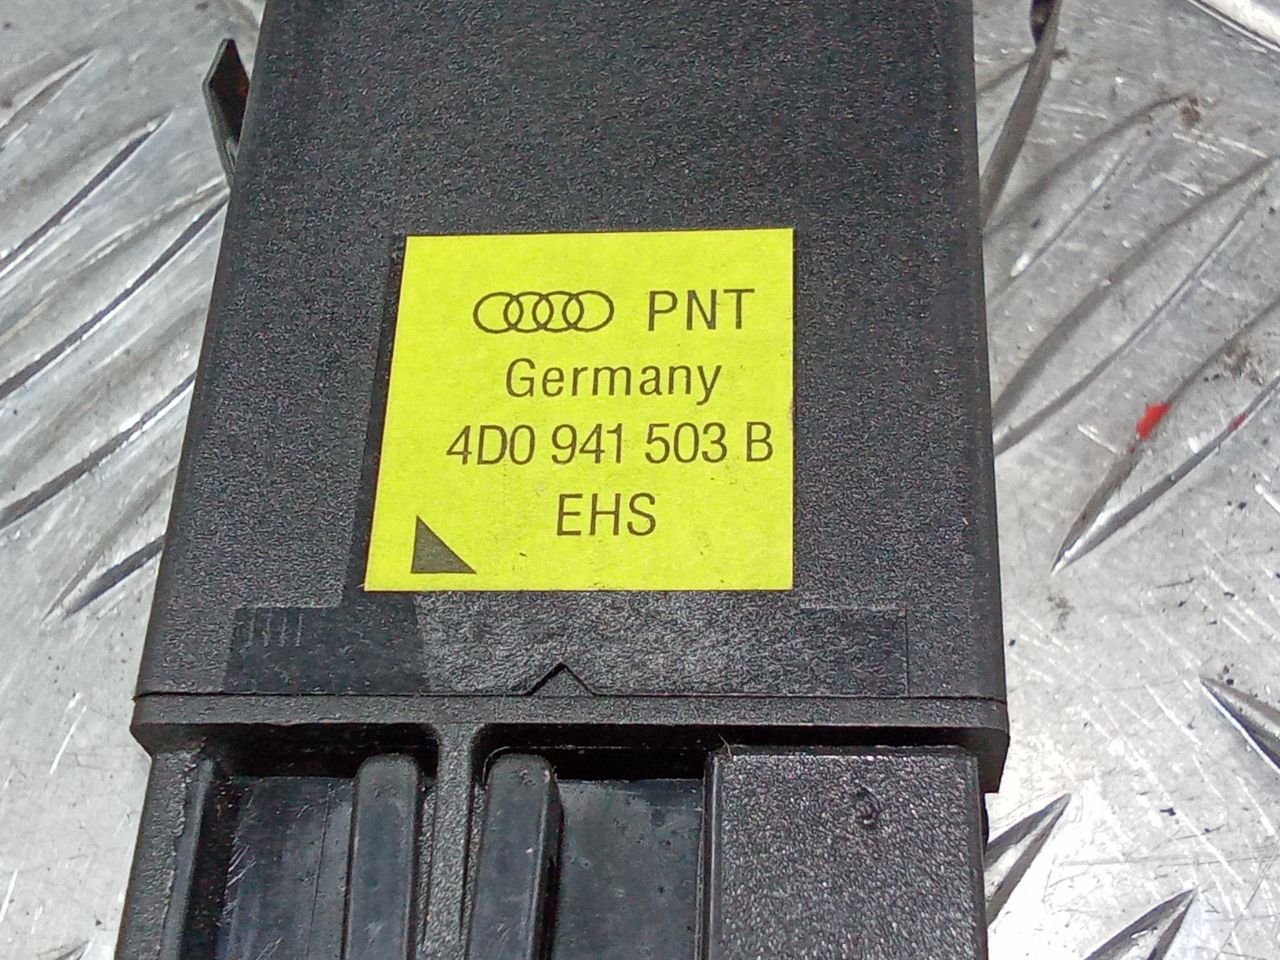 PNT
Germany
4D0 941 503 B
EHS